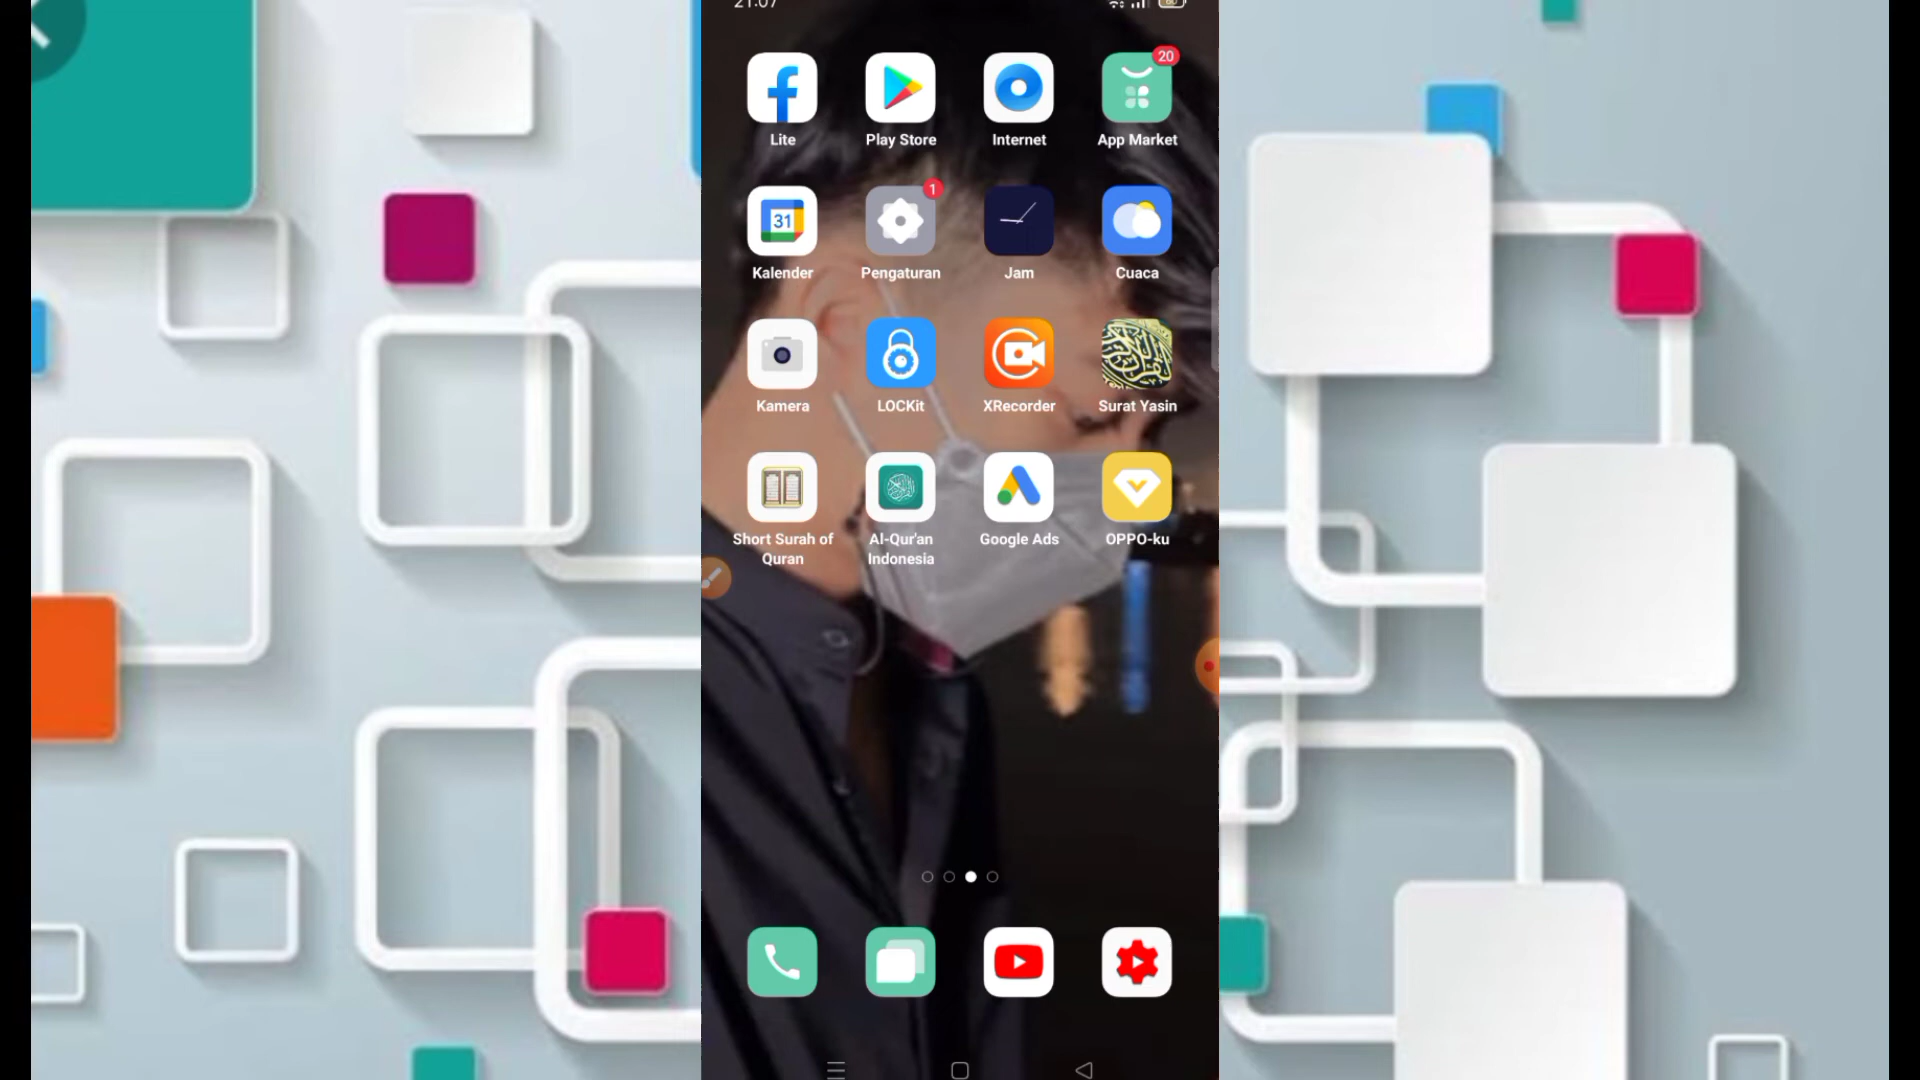 21.07
Lite
Play Store
Internet
20
App Market
31
Kalender
1
Pengaturan
Jam
Cuaca
Kamera
LOCKit
XRecorder
Surat Yasin
Short Surah of
Quran
Al-Qur'an
Indonesia
Google Ads
OPPO-ku